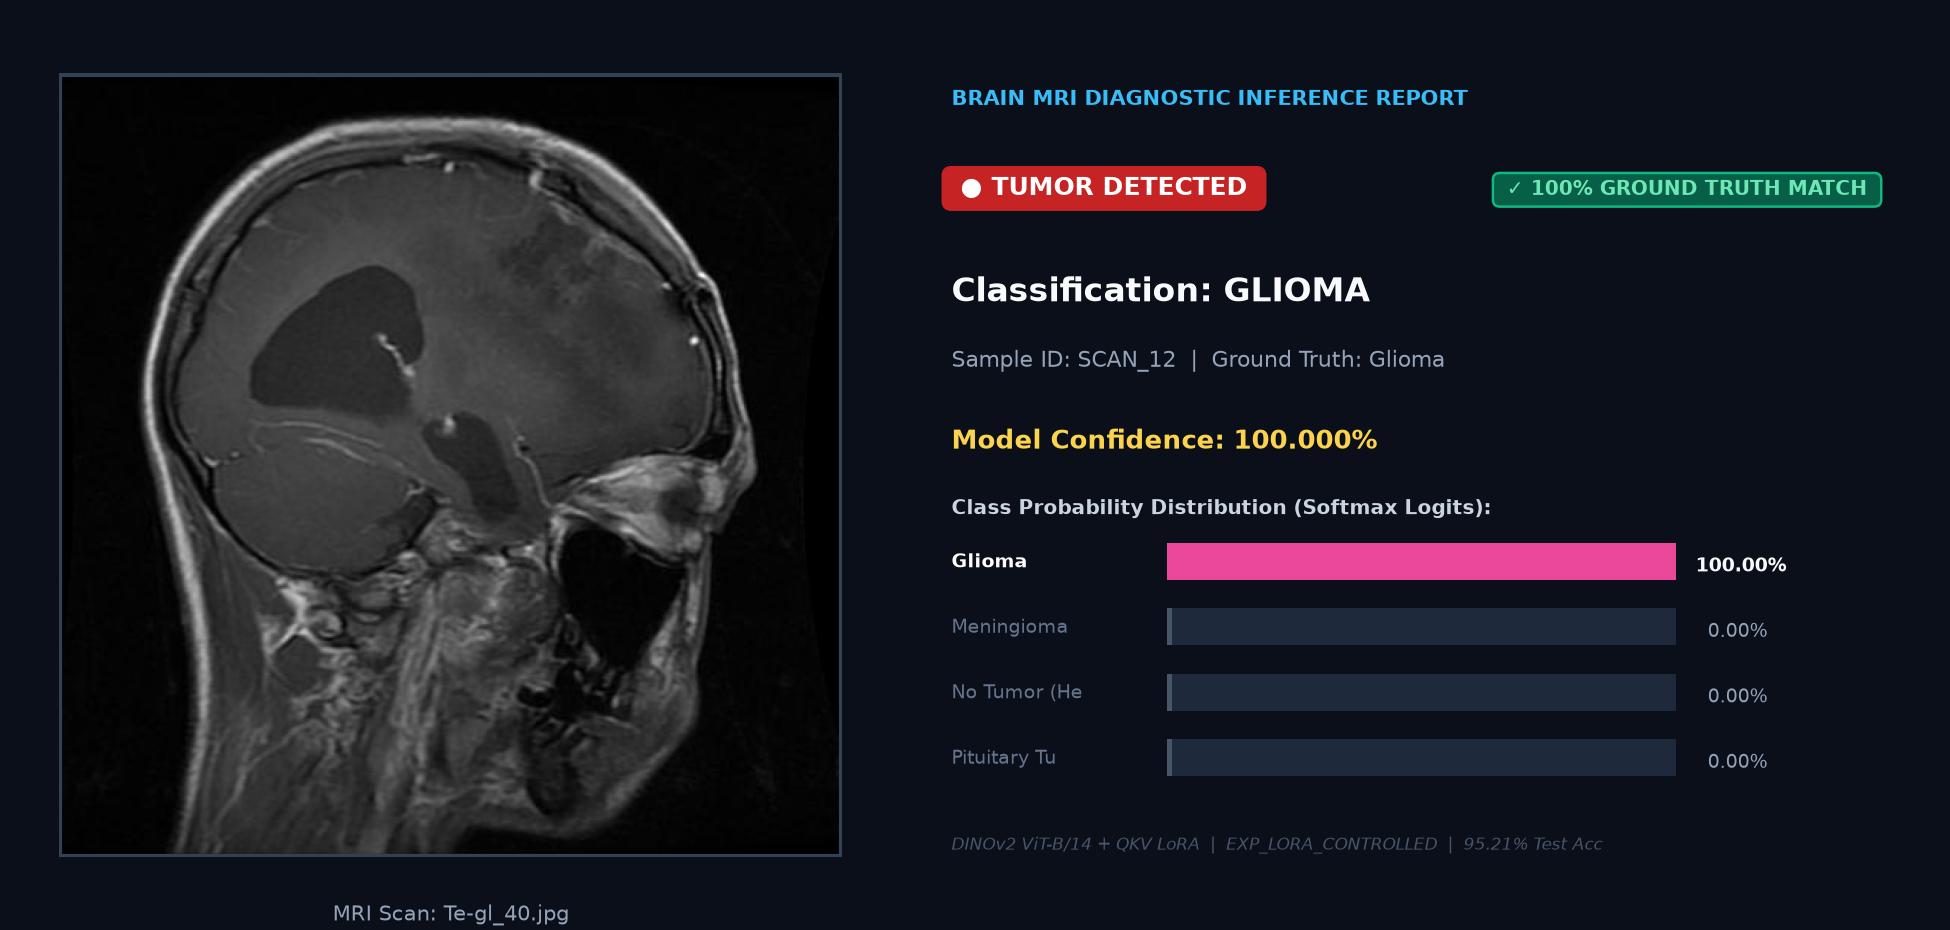 BRAIN MRI DIAGNOSTIC INFERENCE REPORT
● TUMOR DETECTED
✓ 100% GROUND TRUTH MATCH
Classification: GLIOMA
Sample ID: SCAN_12 | Ground Truth: Glioma
Model Confidence: 100.000%
Class Probability Distribution (Softmax Logits):
Glioma 100.00%
Meningioma 0.00%
No Tumor (He 0.00%
Pituitary Tu 0.00%
DINOv2 ViT-B/14 + QKV LoRA | EXP_LORA_CONTROLLED | 95.21% Test Acc
MRI Scan: Te-gl_40.jpg